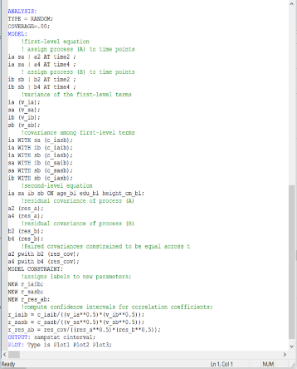 ANALYSIS:
TYPE = RANDOM;
COVERAGE=.00;
MODEL:
!first-level equation
! assign process (A) to time points
ia sa | a2 AT time2 ;
ia sa | a4 AT time4 ;
! assign process (B) to time points
ib sb | b2 AT time2 ;
ib sb | b4 AT time4 ;
!variance of the first-level terms
ia (v_ia);
sa (v_sa);
ib (v_ib);
sb (v_sb);
!covariance among first-level terms
ia WITH sa (c_iasa);
ia WITH ib (c_iaib);
ia WITH sb (c_iasb);
sa WITH ib (c_saib);
sa WITH sb (c_sasb);
ib WITH sb (c_ibsb);
!second-level equation
ia sa ib sb ON age_bl edu_bl height_cm_bl;
!residual covariance of process (A)
a2 (res_a);
a4 (res_a);
!residual covariance of process (B)
b2 (res_b);
b4 (res_b);
!Paired covariances constrained to be equal across t
a2 pwith b2 (res_cov);
a4 pwith b4 (res_cov);
MODEL CONSTRAINT:
!assigns labels to new parameters;
NEW r_iaib;
NEW r_sasb;
NEW r_res_ab;
!compute confidence intervals for correlation coefficients;
r_iaib = c_iaib/((v_ia**0.5)*(v_ib**0.5));
r_sasb = c_sasb/((v_sa**0.5)*(v_sb**0.5));
r_res_ab = res_cov/((res_a**0.5)*(res_b**0.5));
OUTPUT: sampstat cinterval;
PLOT: Type is Plot1 Plot2 Plot3;
Ready Ln 1, Col 1 NUM